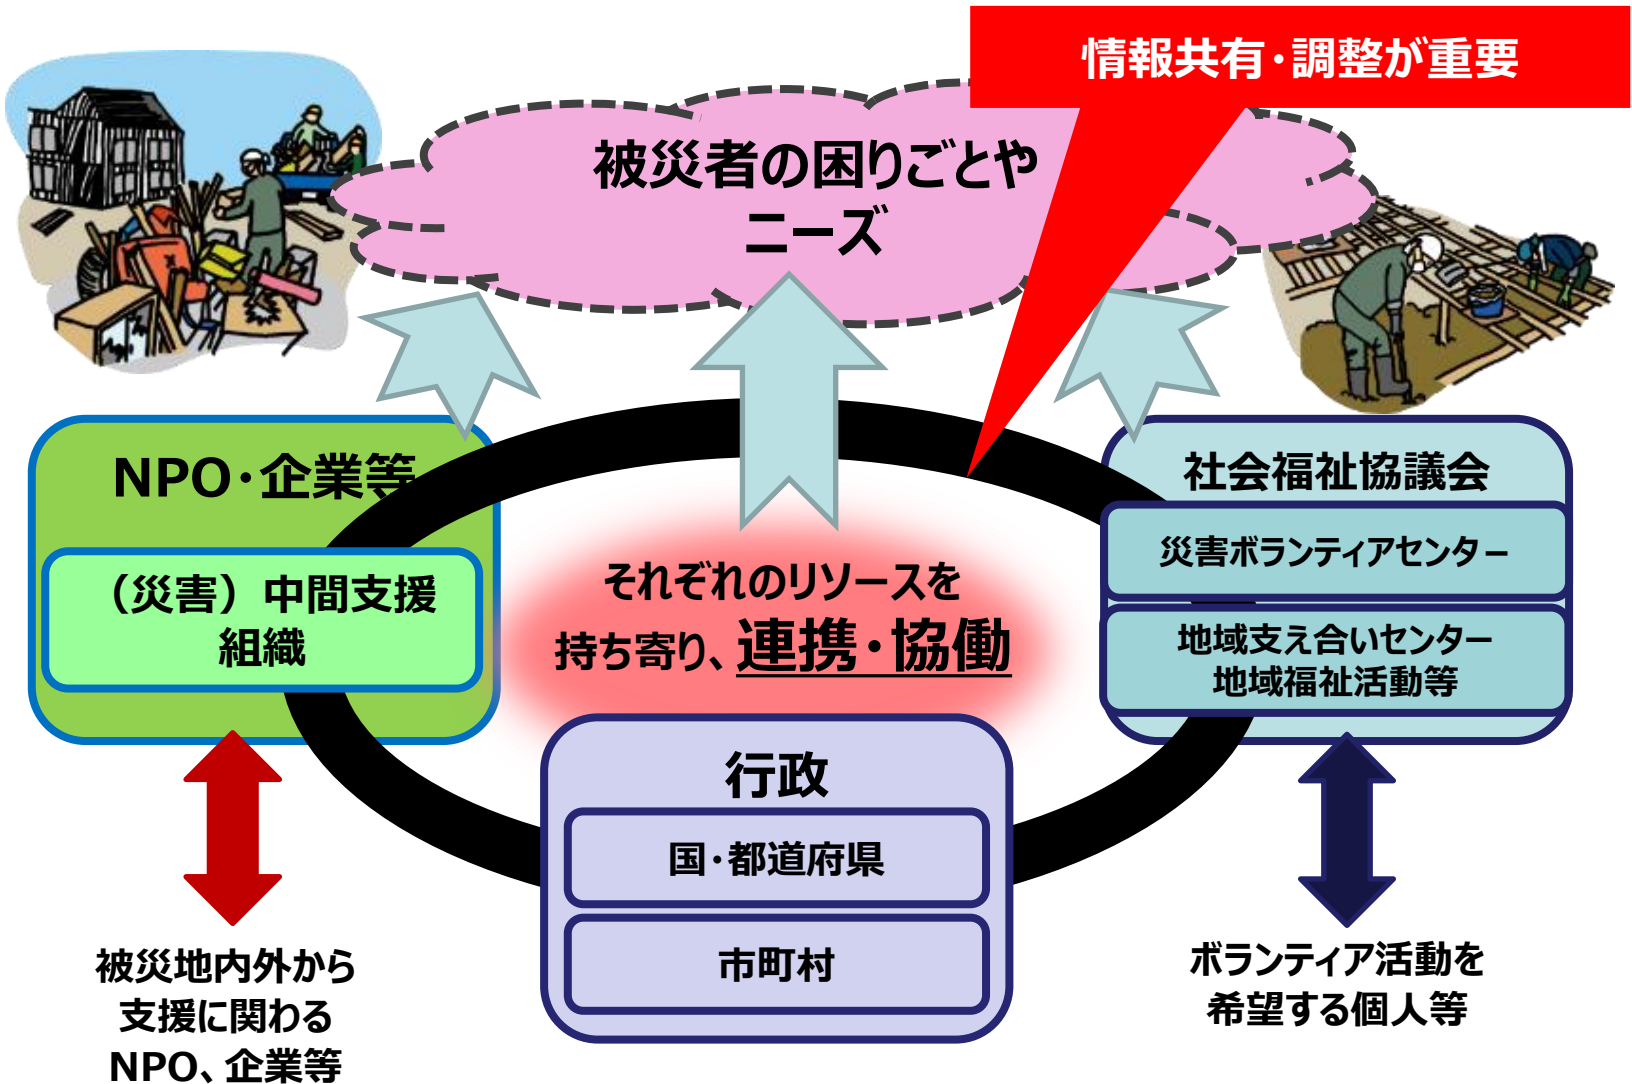 情報共有・調整が重要
被災者の困りごとや
ニーズ
NPO・企業等
（災害）中間支援
組織
社会福祉協議会
災害ボランティアセンター
地域支え合いセンター
地域福祉活動等
それぞれのリソースを
持ち寄り、連携・協働
行政
国・都道府県
市町村
被災地内外から
支援に関わる
NPO、企業等
ボランティア活動を
希望する個人等